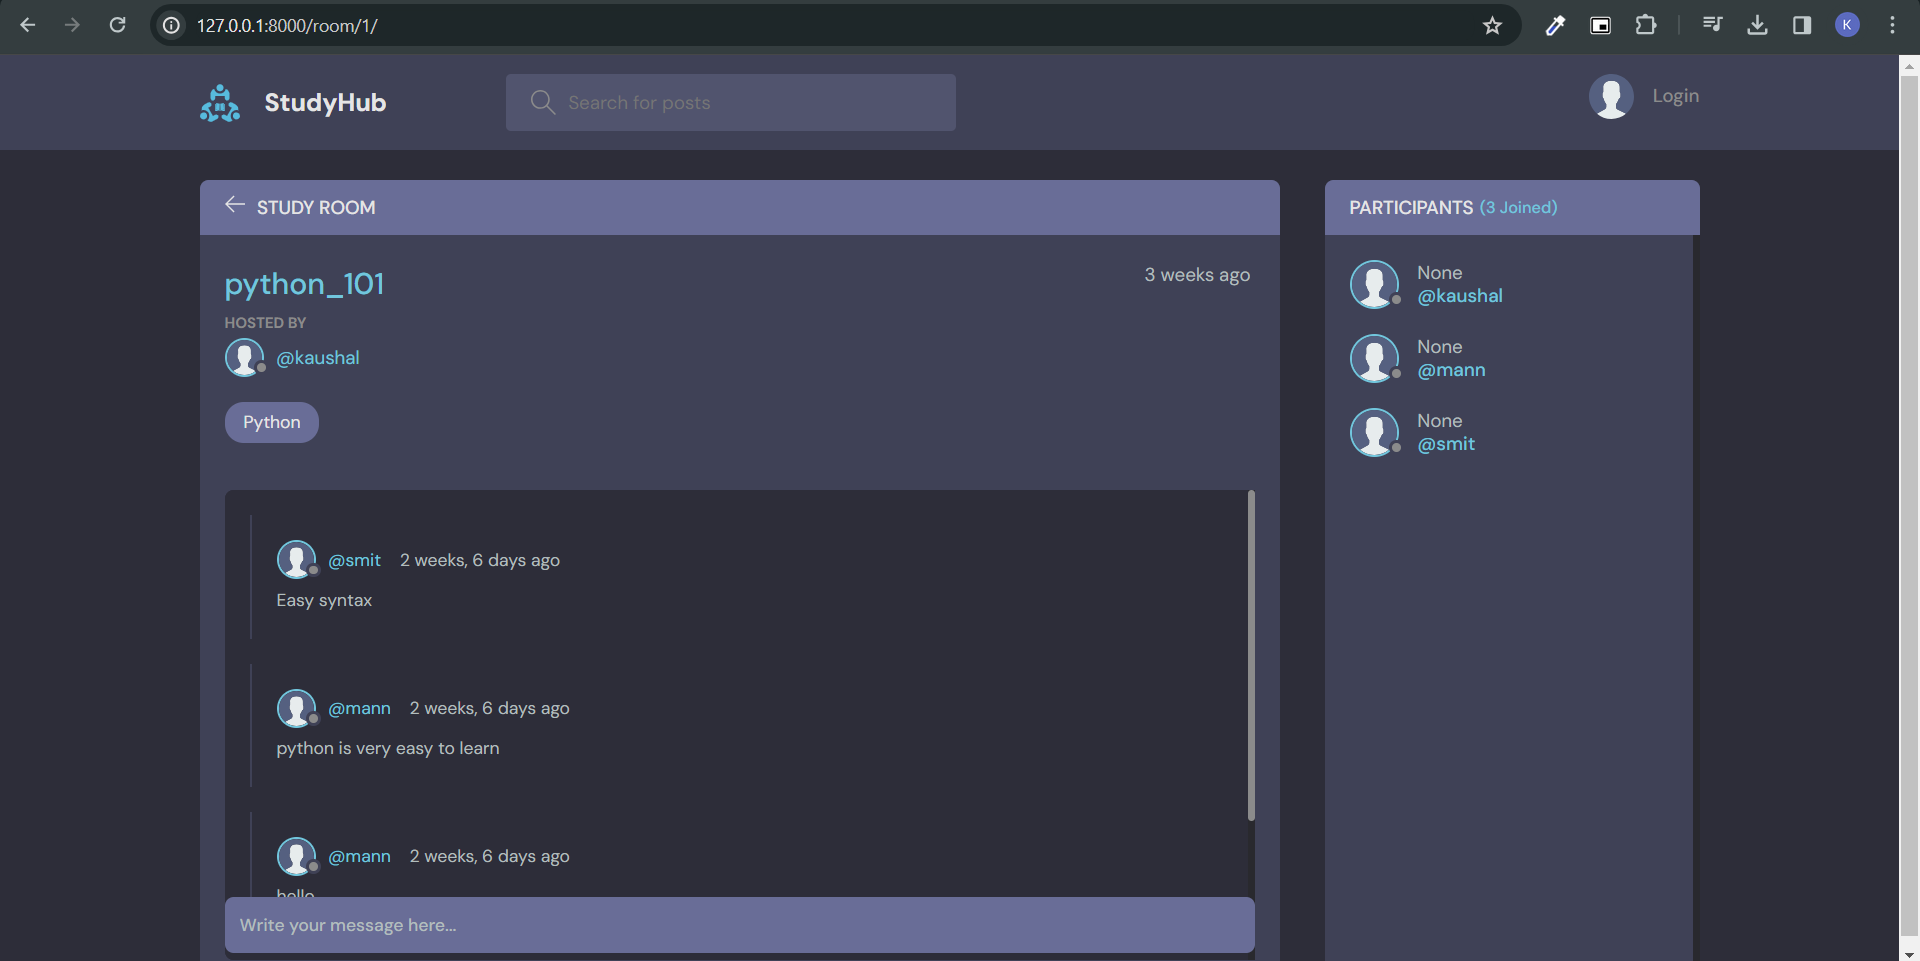 127.0.0.1:8000/room/1/
K
StudyHub
Search for posts
Login
STUDY ROOM
python_101
3 weeks ago
HOSTED BY
@kaushal
Python
@smit 2 weeks, 6 days ago
Easy syntax
@mann 2 weeks, 6 days ago
python is very easy to learn
@mann 2 weeks, 6 days ago
hello
Write your message here...
PARTICIPANTS (3 Joined)
None
@kaushal
None
@mann
None
@smit